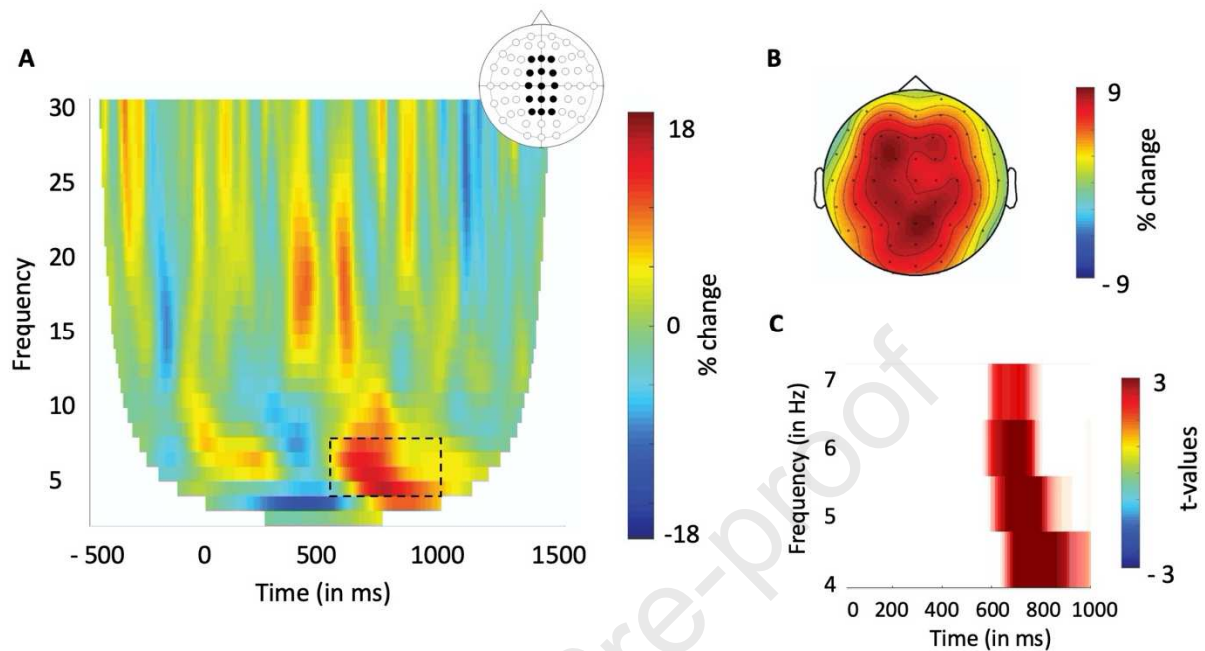 A
30
25
20
15
10
5
Frequency
- 500
0
500
1000
1500
Time (in ms)
18
0
-18
% change
B
9
- 9
% change
C
7
6
5
4
Frequency (in Hz)
0
200
400
600
800
1000
Time (in ms)
3
- 3
t-values
re-proof